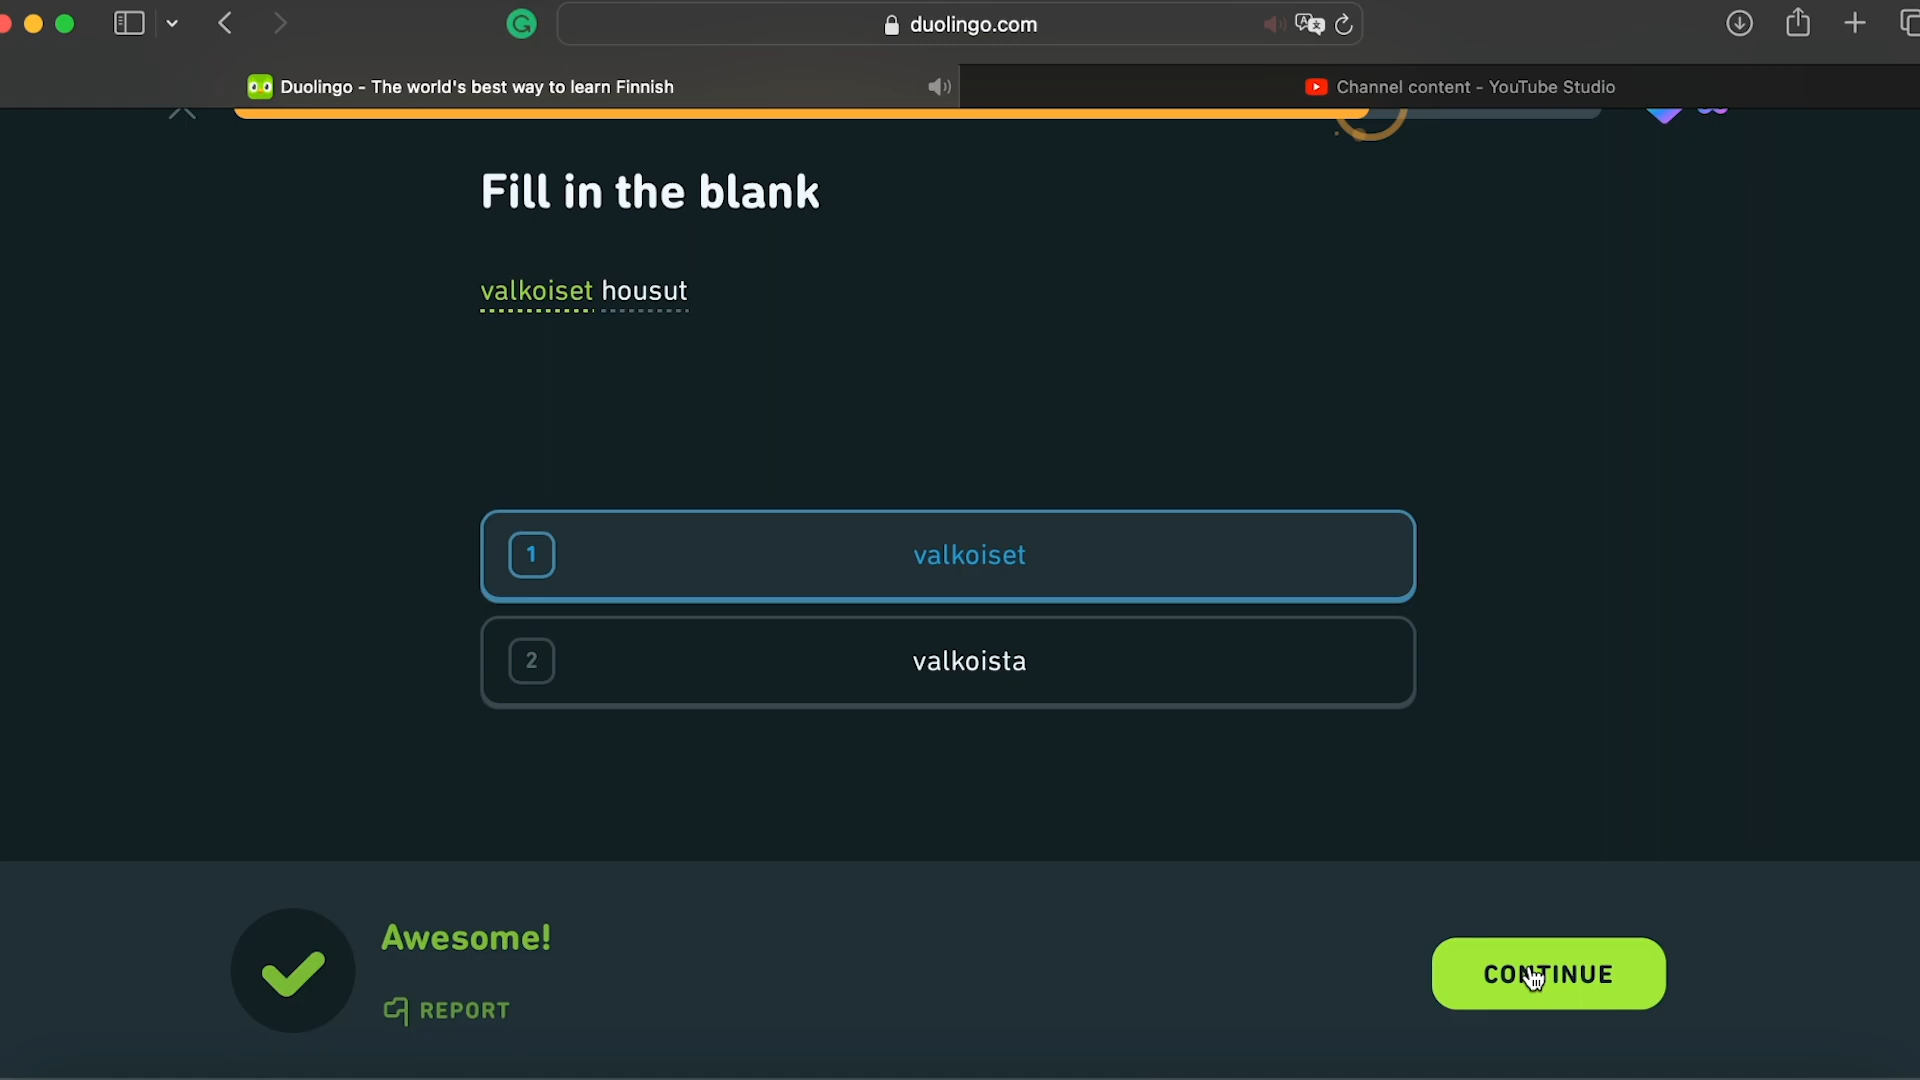 duolingo.com
Duolingo - The world's best way to learn Finnish
Channel content - YouTube Studio
Fill in the blank
valkoiset housut
1 valkoiset
2 valkoista
Awesome!
REPORT
CONTINUE